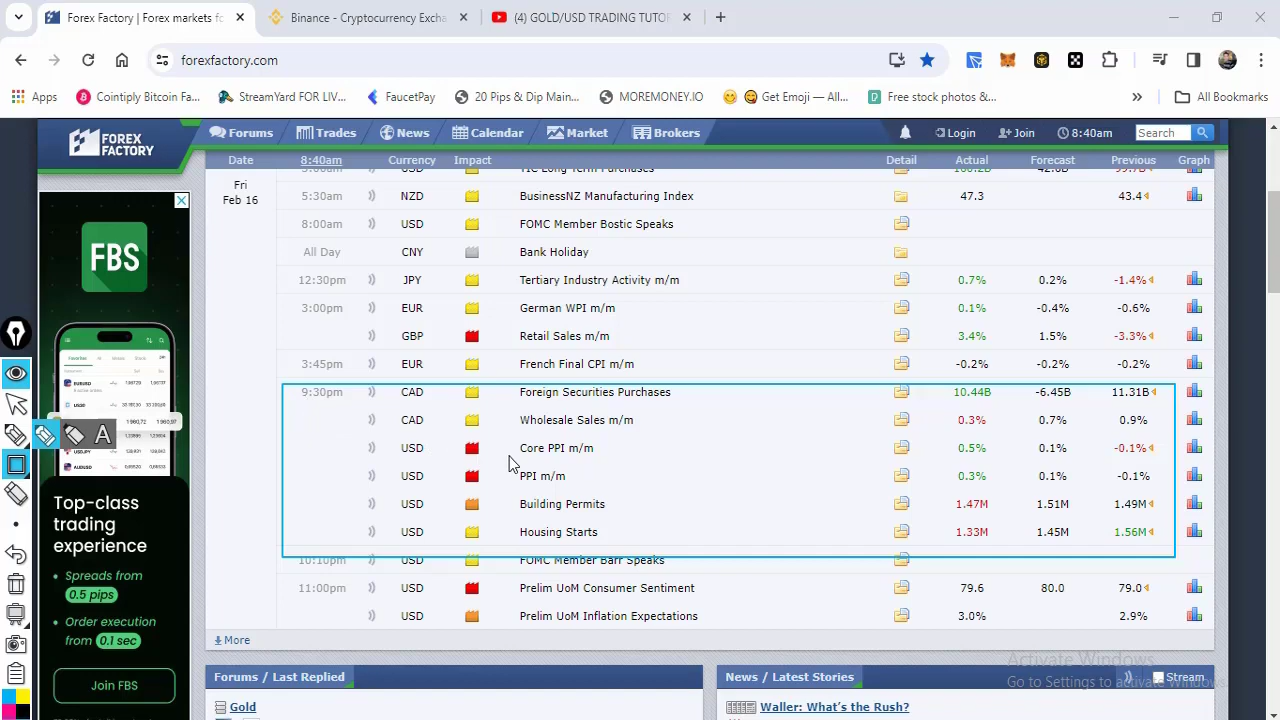 Forex Factory | Forex markets fo
Binance - Cryptocurrency Excha
(4) GOLD/USD TRADING TUTOR
forexfactory.com
Apps
Cointiply Bitcoin Fa...
StreamYard FOR LIV...
FaucetPay
20 Pips & Dip Main...
MOREMONEY.IO
Get Emoji — All...
Free stock photos &...
All Bookmarks
FOREX FACTORY
Forums Trades News Calendar Market Brokers Login Join 8:40am Search
Date 8:40am Currency Impact Detail Actual Forecast Previous Graph
USD TIC Long-Term Purchases
Fri
Feb 16
5:30am NZD BusinessNZ Manufacturing Index 47.3 43.4
8:00am USD FOMC Member Bostic Speaks
All Day CNY Bank Holiday
12:30pm JPY Tertiary Industry Activity m/m 0.7% 0.2% -1.4%
3:00pm EUR German WPI m/m 0.1% -0.4% -0.6%
GBP Retail Sales m/m 3.4% 1.5% -3.3%
3:45pm EUR French Final CPI m/m -0.2% -0.2% -0.2%
9:30pm CAD Foreign Securities Purchases 10.44B -6.45B 11.31B
CAD Wholesale Sales m/m 0.3% 0.7% 0.9%
USD Core PPI m/m 0.5% 0.1% -0.1%
USD PPI m/m 0.3% 0.1% -0.1%
USD Building Permits 1.47M 1.51M 1.49M
USD Housing Starts 1.33M 1.45M 1.56M
10:10pm USD FOMC Member Barr Speaks
11:00pm USD Prelim UoM Consumer Sentiment 79.6 80.0 79.0
USD Prelim UoM Inflation Expectations 3.0% 2.9%
More
FBS
Top-class
trading
experience
Spreads from
0.5 pips
Order execution
from 0.1 sec
Join FBS
A
Forums / Last Replied
Gold
News / Latest Stories
Stream
Waller: What's the Rush?
Activate Windows
Go to Settings to activate Windows.